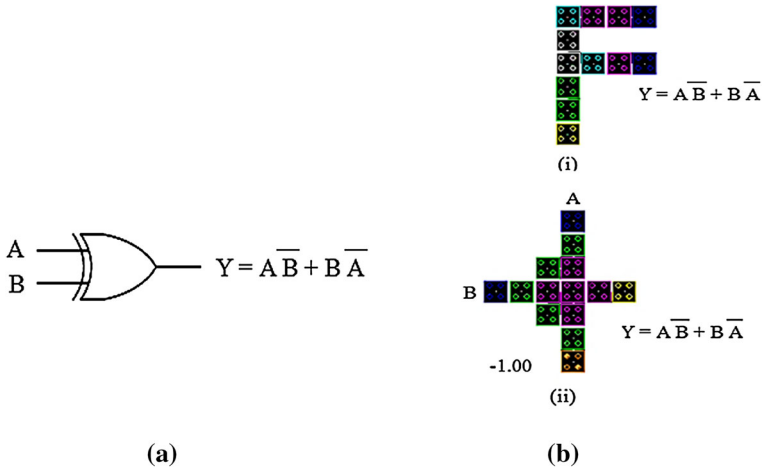 A
B
Y = A B̅ + B A̅
(a)
Y = A B̅ + B A̅
(i)
A
B
Y = A B̅ + B A̅
-1.00
(ii)
(b)